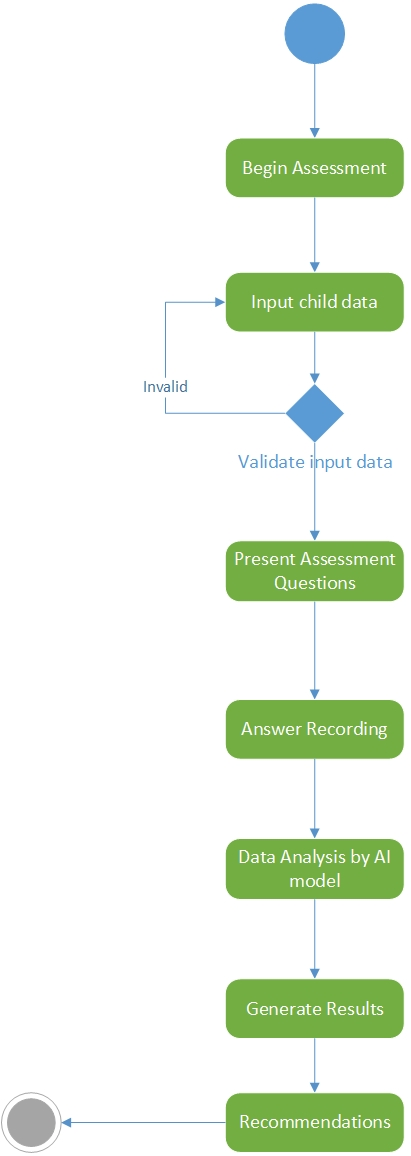 Begin Assessment
Input child data
Invalid
Validate input data
Present Assessment
Questions
Answer Recording
Data Analysis by AI
model
Generate Results
Recommendations